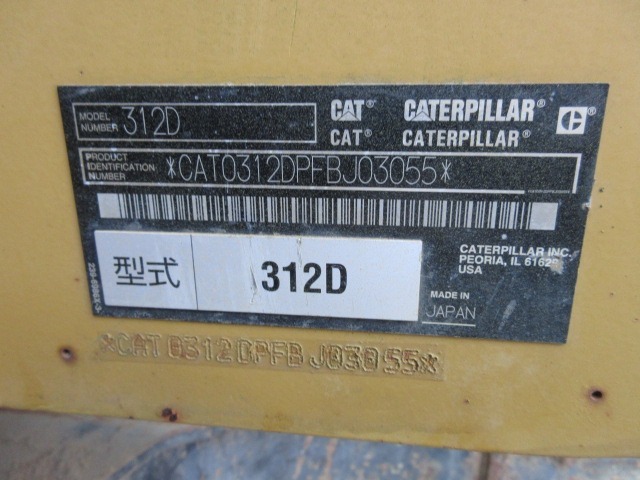 MODEL NUMBER 312D CAT® CATERPILLAR® C
CAT® CATERPILLAR®
PRODUCT IDENTIFICATION NUMBER *CAT0312DPFBJ03055*
CATERPILLAR INC.
PEORIA, IL 61629
USA
型式 312D
MADE IN
JAPAN
*CAT0312DPFBJ03055*